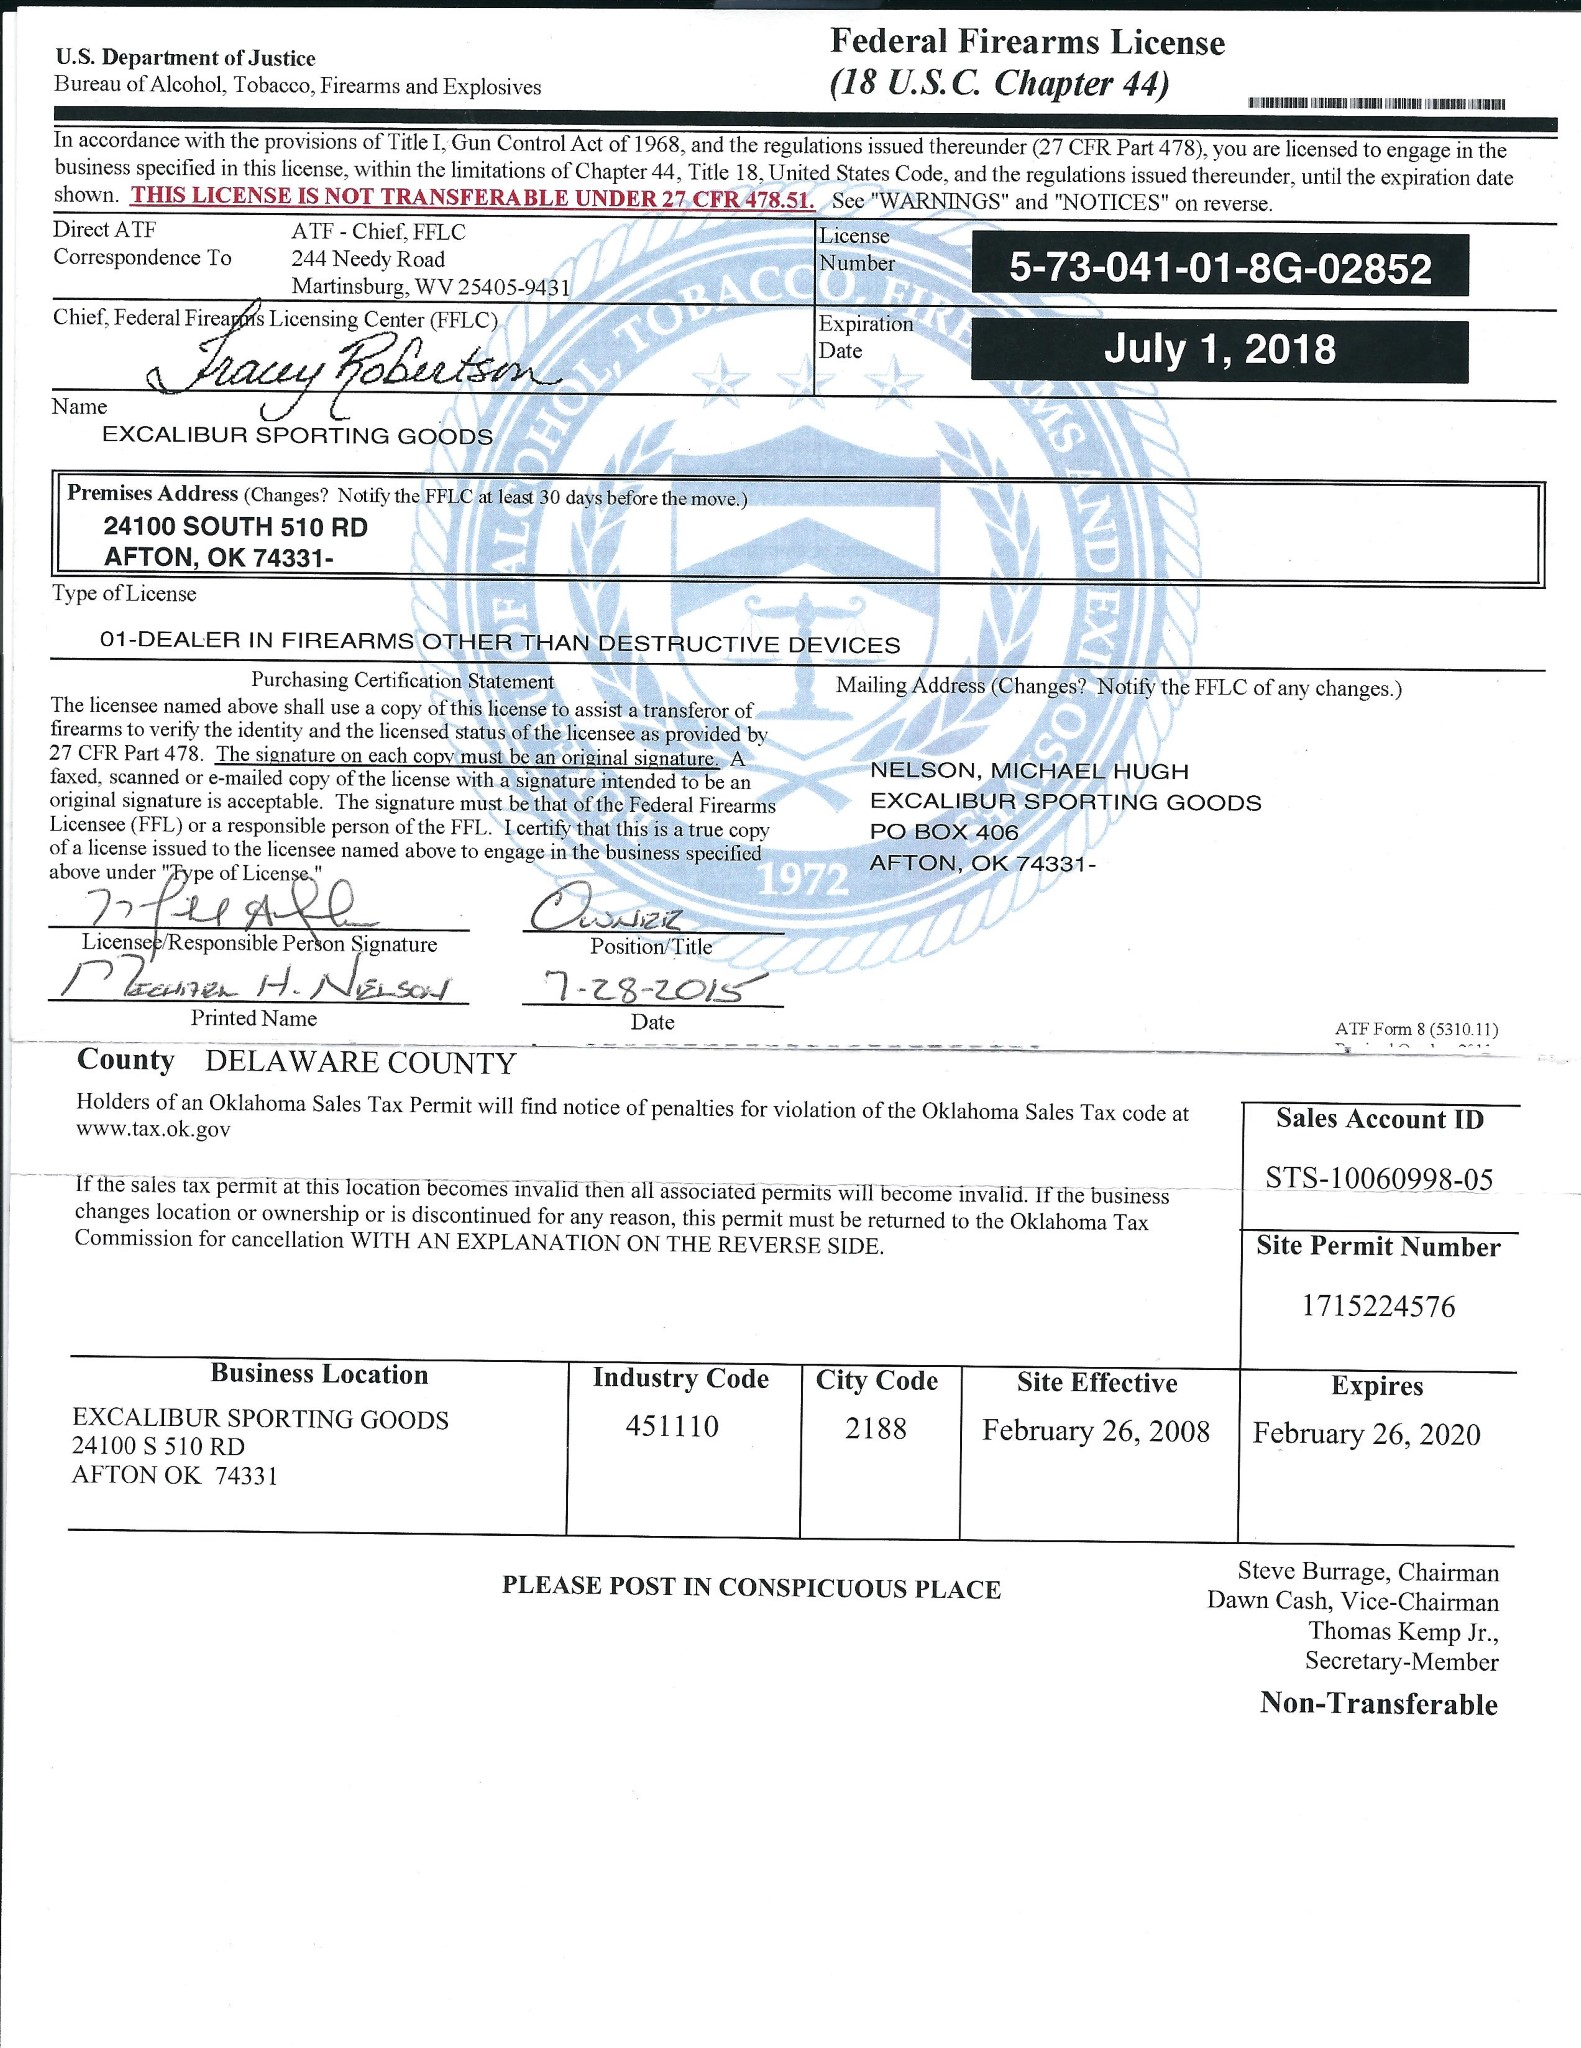 U.S. Department of Justice
Bureau of Alcohol, Tobacco, Firearms and Explosives
Federal Firearms License
(18 U.S.C. Chapter 44)
In accordance with the provisions of Title I, Gun Control Act of 1968, and the regulations issued thereunder (27 CFR Part 478), you are licensed to engage in the
business specified in this license, within the limitations of Chapter 44, Title 18, United States Code, and the regulations issued thereunder, until the expiration date
shown. THIS LICENSE IS NOT TRANSFERABLE UNDER 27 CFR 478.51. See "WARNINGS" and "NOTICES" on reverse.
Direct ATF
Correspondence To
ATF - Chief, FFLC
244 Needy Road
Martinsburg, WV 25405-9431
License
Number
5-73-041-01-8G-02852
Chief, Federal Firearms Licensing Center (FFLC)
Tracey Robertson
Expiration
Date
July 1, 2018
Name
EXCALIBUR SPORTING GOODS
Premises Address (Changes? Notify the FFLC at least 30 days before the move.)
24100 SOUTH 510 RD
AFTON, OK 74331-
Type of License
01-DEALER IN FIREARMS OTHER THAN DESTRUCTIVE DEVICES
Purchasing Certification Statement
The licensee named above shall use a copy of this license to assist a transferor of
firearms to verify the identity and the licensed status of the licensee as provided by
27 CFR Part 478. The signature on each copy must be an original signature. A
faxed, scanned or e-mailed copy of the license with a signature intended to be an
original signature is acceptable. The signature must be that of the Federal Firearms
Licensee (FFL) or a responsible person of the FFL. I certify that this is a true copy
of a license issued to the licensee named above to engage in the business specified
above under "Type of License."
Mailing Address (Changes? Notify the FFLC of any changes.)
NELSON, MICHAEL HUGH
EXCALIBUR SPORTING GOODS
PO BOX 406
AFTON, OK 74331-
1972
OWNER
Licensee/Responsible Person Signature
Position/Title
MICHAEL H. NELSON
7-28-2015
Printed Name
Date
ATF Form 8 (5310.11)
County DELAWARE COUNTY
Holders of an Oklahoma Sales Tax Permit will find notice of penalties for violation of the Oklahoma Sales Tax code at
www.tax.ok.gov
If the sales tax permit at this location becomes invalid then all associated permits will become invalid. If the business
changes location or ownership or is discontinued for any reason, this permit must be returned to the Oklahoma Tax
Commission for cancellation WITH AN EXPLANATION ON THE REVERSE SIDE.
Sales Account ID
STS-10060998-05
Site Permit Number
1715224576
Business Location
EXCALIBUR SPORTING GOODS
24100 S 510 RD
AFTON OK 74331
Industry Code
451110
City Code
2188
Site Effective
February 26, 2008
Expires
February 26, 2020
PLEASE POST IN CONSPICUOUS PLACE
Steve Burrage, Chairman
Dawn Cash, Vice-Chairman
Thomas Kemp Jr.,
Secretary-Member
Non-Transferable